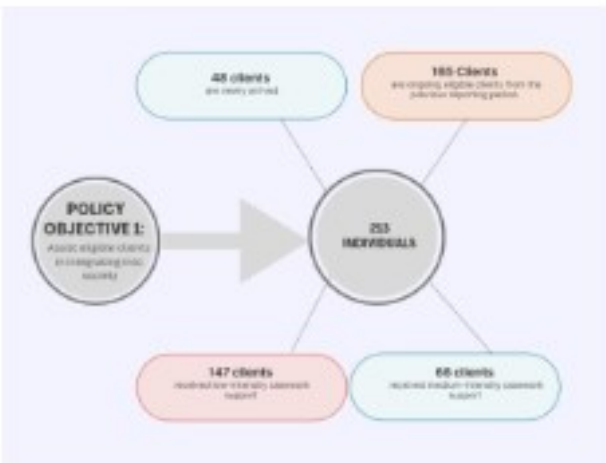 48 clients
are newly arrived
165 Clients
are ongoing eligible clients from the
previous reporting period
POLICY
OBJECTIVE 1:
Assist eligible clients
in integrating into
society
213
INDIVIDUALS
147 clients
received low-intensity casework
support
66 clients
received medium-intensity casework
support